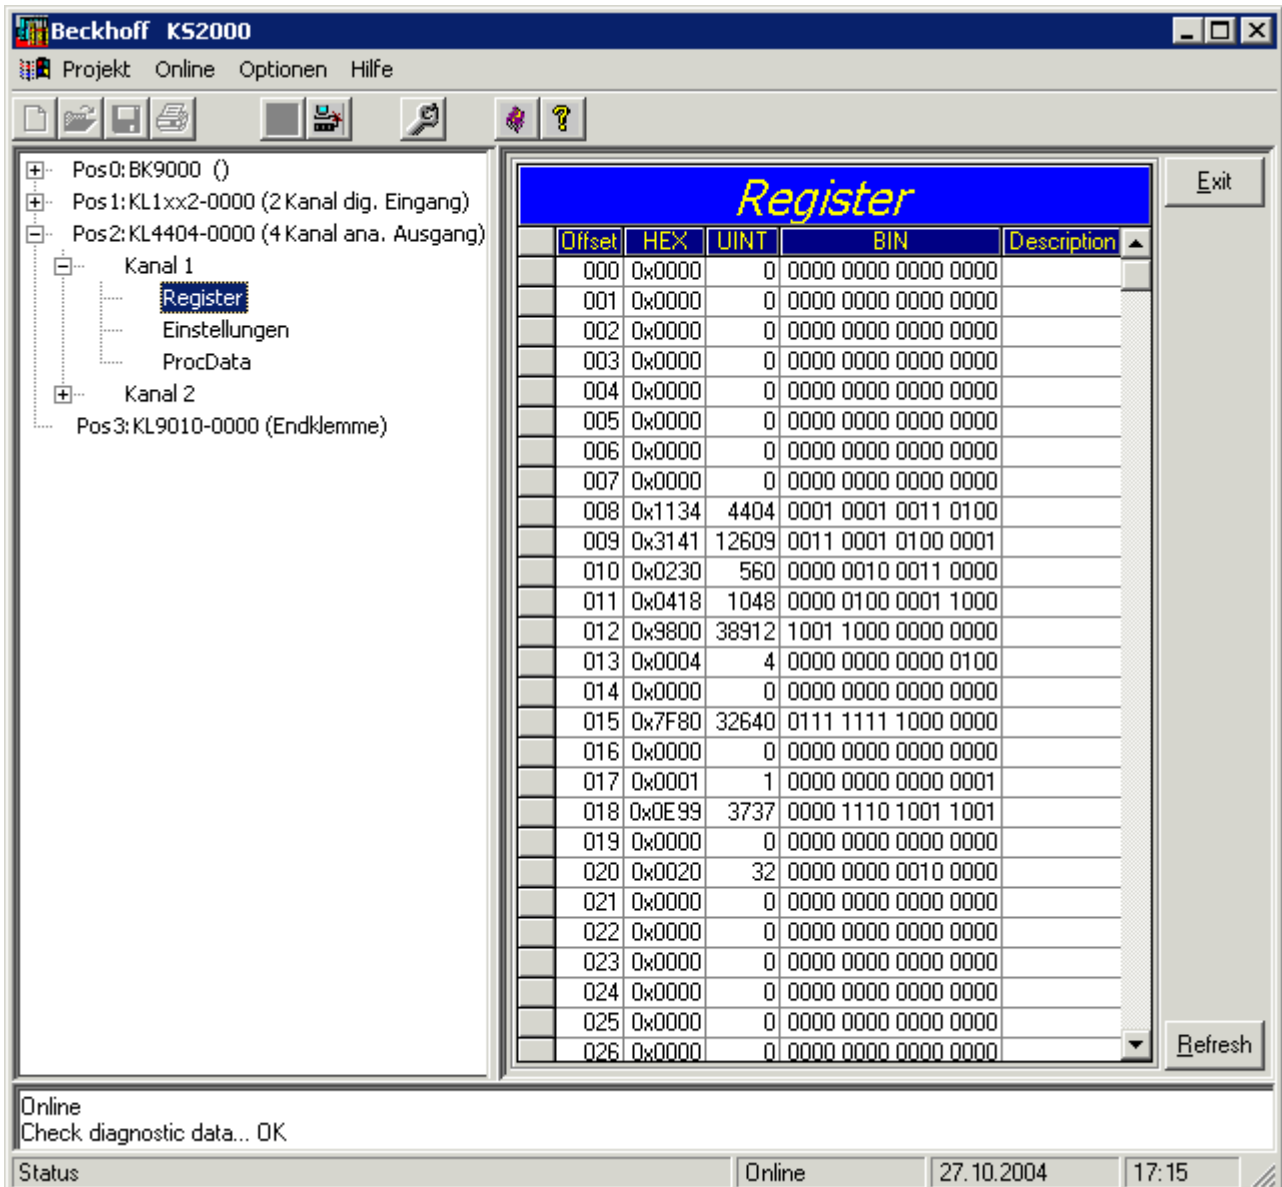 Beckhoff KS2000
Projekt Online Optionen Hilfe
Pos0: BK9000 ()
Pos1: KL1xx2-0000 (2 Kanal dig. Eingang)
Pos2: KL4404-0000 (4 Kanal ana. Ausgang)
Kanal 1
Register
Einstellungen
ProcData
Kanal 2
Pos3: KL9010-0000 (Endklemme)
Register
Offset HEX UINT BIN Description
000 0x0000 0 0000 0000 0000 0000
001 0x0000 0 0000 0000 0000 0000
002 0x0000 0 0000 0000 0000 0000
003 0x0000 0 0000 0000 0000 0000
004 0x0000 0 0000 0000 0000 0000
005 0x0000 0 0000 0000 0000 0000
006 0x0000 0 0000 0000 0000 0000
007 0x0000 0 0000 0000 0000 0000
008 0x1134 4404 0001 0001 0011 0100
009 0x3141 12609 0011 0001 0100 0001
010 0x0230 560 0000 0010 0011 0000
011 0x0418 1048 0000 0100 0001 1000
012 0x9800 38912 1001 1000 0000 0000
013 0x0004 4 0000 0000 0000 0100
014 0x0000 0 0000 0000 0000 0000
015 0x7F80 32640 0111 1111 1000 0000
016 0x0000 0 0000 0000 0000 0000
017 0x0001 1 0000 0000 0000 0001
018 0x0E99 3737 0000 1110 1001 1001
019 0x0000 0 0000 0000 0000 0000
020 0x0020 32 0000 0000 0010 0000
021 0x0000 0 0000 0000 0000 0000
022 0x0000 0 0000 0000 0000 0000
023 0x0000 0 0000 0000 0000 0000
024 0x0000 0 0000 0000 0000 0000
025 0x0000 0 0000 0000 0000 0000
026 0x0000 0 0000 0000 0000 0000
Exit
Refresh
Online
Check diagnostic data... OK
Status Online 27.10.2004 17:15